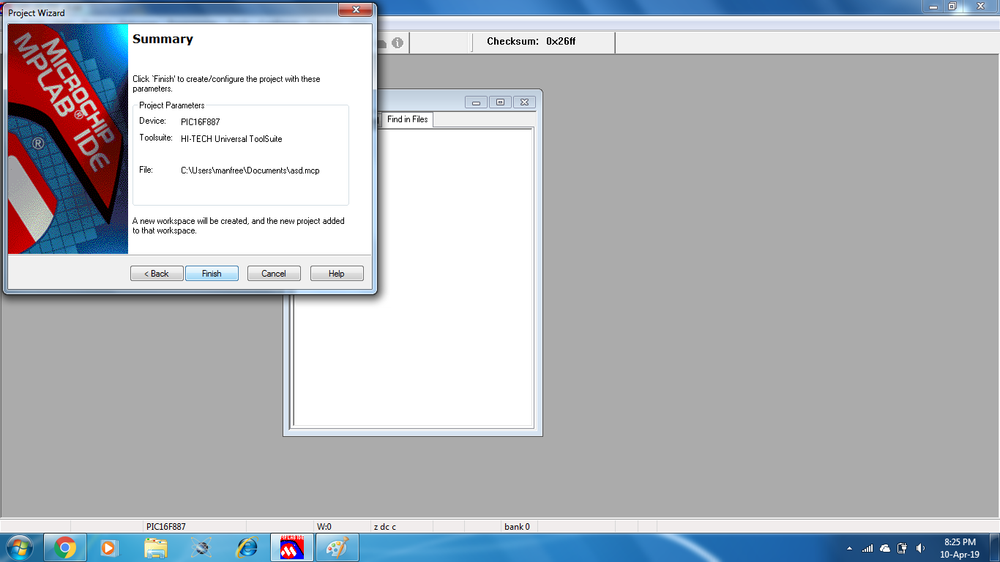 Project Wizard
Checksum: 0x26ff
MICROCHIP
MPLAB® IDE
®
Summary
Click `Finish' to create/configure the project with these
parameters.
Project Parameters
Device: PIC16F887
Toolsuite: HI-TECH Universal ToolSuite
File: C:\Users\manfree\Documents\asd.mcp
A new workspace will be created, and the new project added
to that workspace.
< Back Finish Cancel Help
Find in Files
PIC16F887 W:0 z dc c bank 0
MPLAB IDE
8:25 PM
10-Apr-19